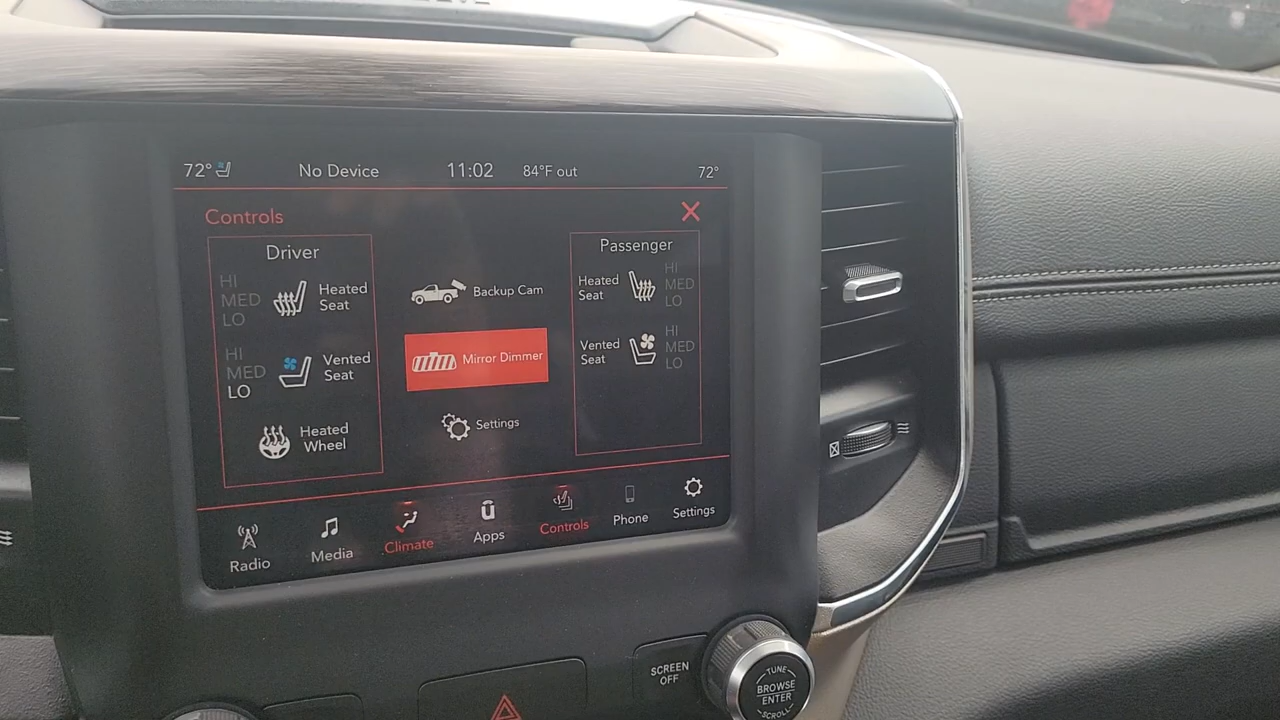 72°
No Device
11:02
84°F out
72°
Controls
Driver
HI
MED
LO
Heated
Seat
HI
MED
LO
Vented
Seat
Heated
Wheel
Backup Cam
Mirror Dimmer
Settings
Passenger
Heated
Seat
HI
MED
LO
Vented
Seat
HI
MED
LO
Radio
Media
Climate
Apps
Controls
Phone
Settings
SCREEN
OFF
TUNE
BROWSE
ENTER
SCROLL